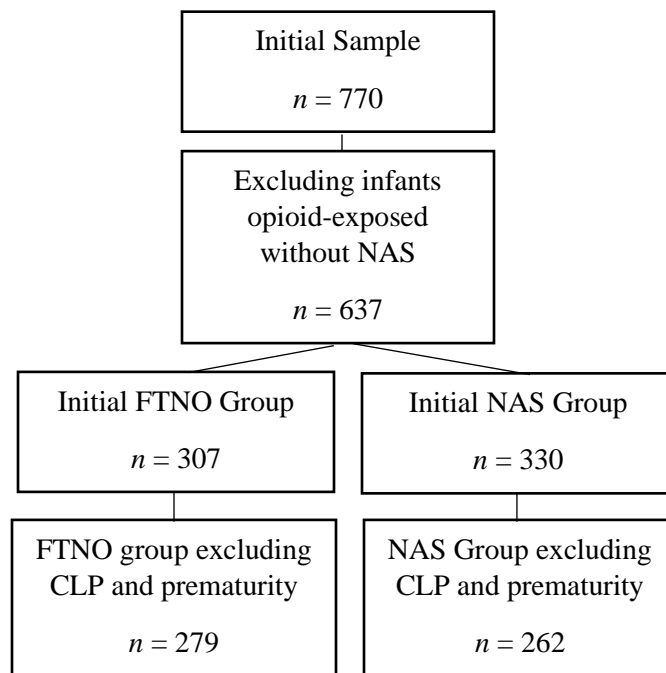 Initial Sample
n = 770
Excluding infants
opioid-exposed
without NAS
n = 637
Initial FTNO Group
n = 307
Initial NAS Group
n = 330
FTNO group excluding
CLP and prematurity
n = 279
NAS Group excluding
CLP and prematurity
n = 262